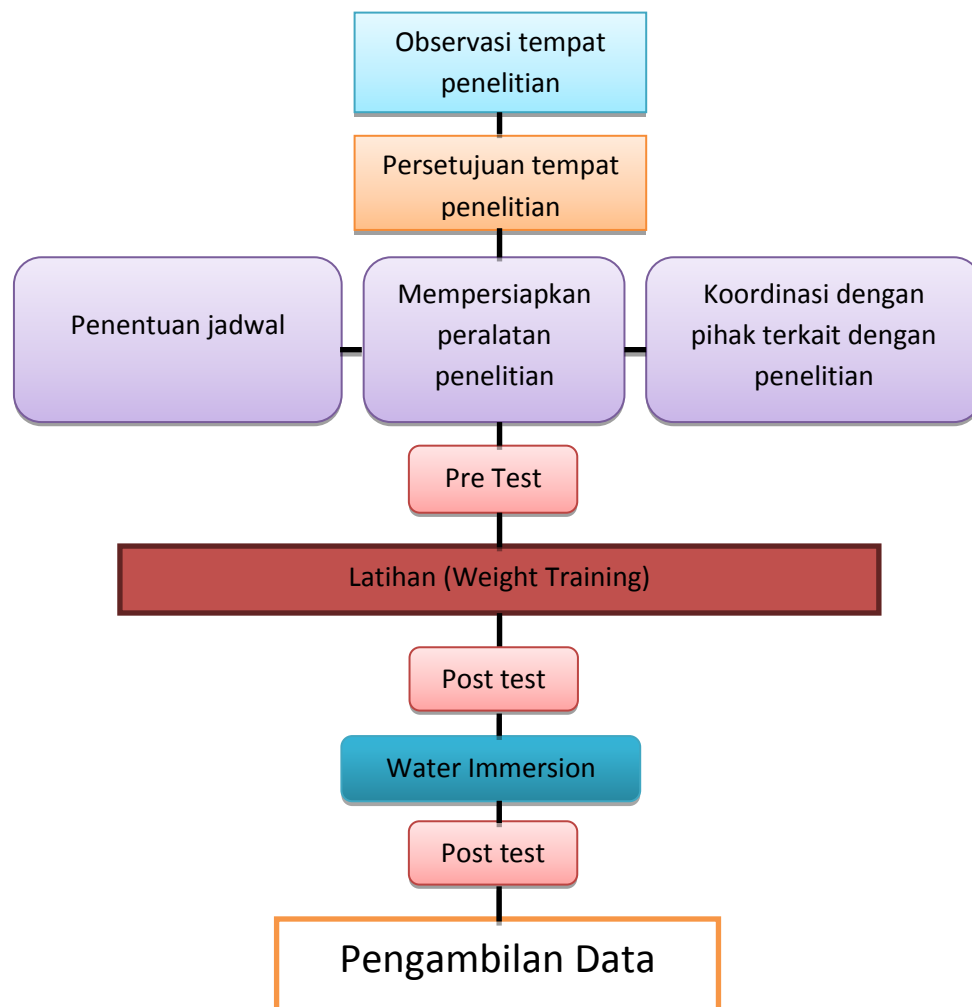 Observasi tempat
penelitian
Persetujuan tempat
penelitian
Penentuan jadwal
Mempersiapkan
peralatan
penelitian
Koordinasi dengan
pihak terkait dengan
penelitian
Pre Test
Latihan (Weight Training)
Post test
Water Immersion
Post test
Pengambilan Data